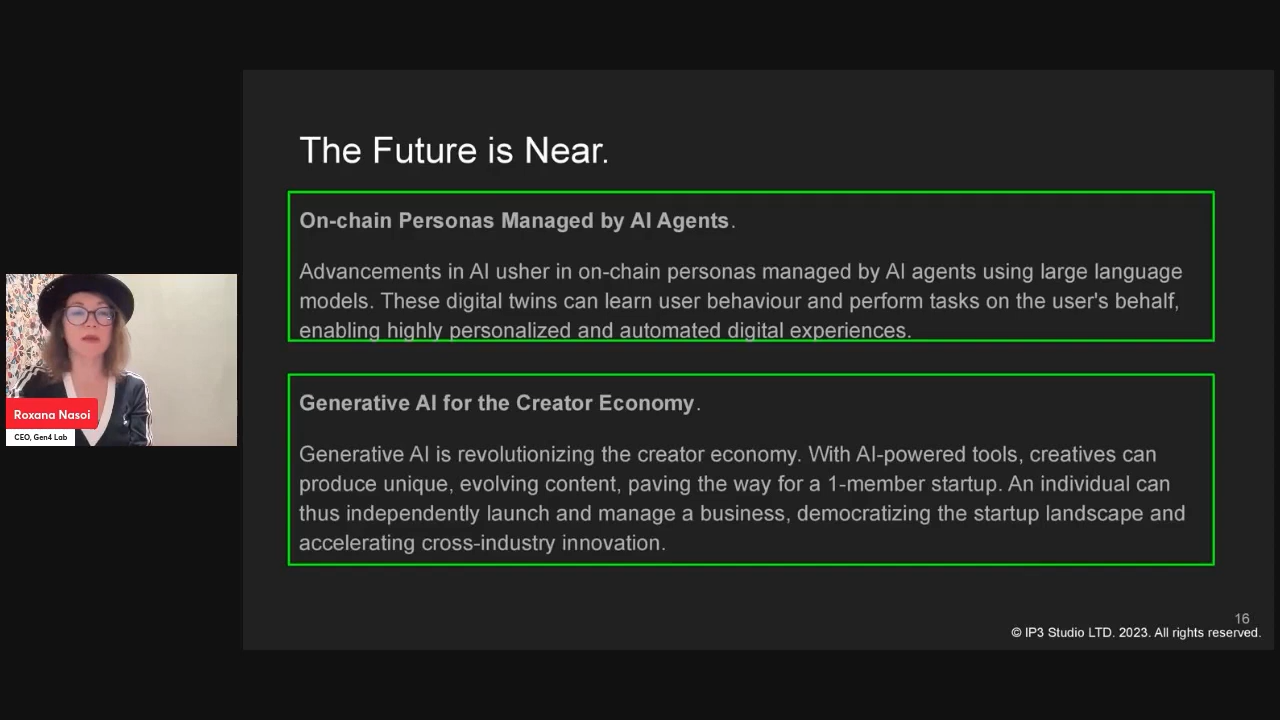 The Future is Near.
On-chain Personas Managed by AI Agents.
Advancements in AI usher in on-chain personas managed by AI agents using large language
models. These digital twins can learn user behaviour and perform tasks on the user's behalf,
enabling highly personalized and automated digital experiences.
Roxana Nasoi
CEO, Gen4 Lab
Generative AI for the Creator Economy.
Generative AI is revolutionizing the creator economy. With AI-powered tools, creatives can
produce unique, evolving content, paving the way for a 1-member startup. An individual can
thus independently launch and manage a business, democratizing the startup landscape and
accelerating cross-industry innovation.
16
© IP3 Studio LTD. 2023. All rights reserved.